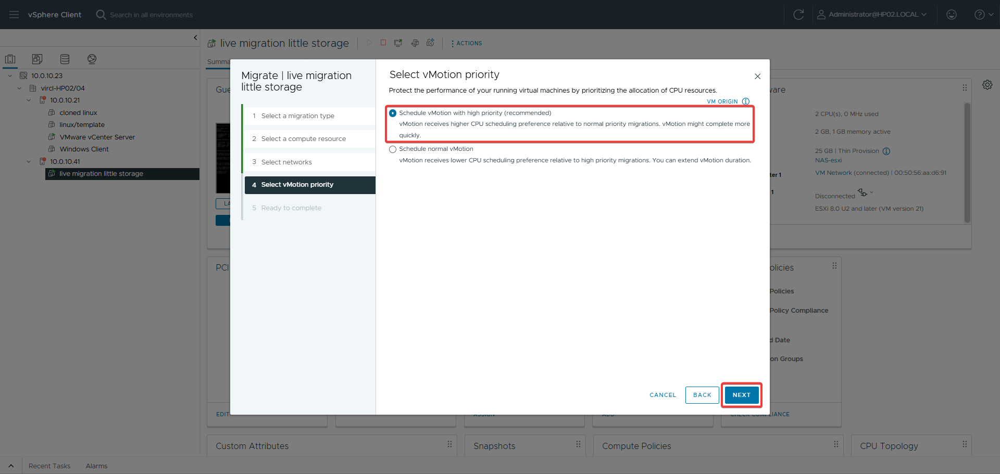 vSphere Client
Search in all environments
Administrator@HP02.LOCAL
live migration little storage
ACTIONS
10.0.10.23
vircl-HP02/04
10.0.10.21
cloned linux
linux/template
VMware vCenter Server
Windows Client
10.0.10.41
live migration little storage
Migrate | live migration
little storage
1 Select a migration type
2 Select a compute resource
3 Select networks
4 Select vMotion priority
5 Ready to complete
Select vMotion priority
Protect the performance of your running virtual machines by prioritizing the allocation of CPU resources.
VM ORIGIN
Schedule vMotion with high priority (recommended)
vMotion receives higher CPU scheduling preference relative to normal priority migrations. vMotion might complete more
quickly.
Schedule normal vMotion
vMotion receives lower CPU scheduling preference relative to high priority migrations. You can extend vMotion duration.
CANCEL
BACK
NEXT
2 CPU(s), 0 MHz used
2 GB, 1 GB memory active
25 GB | Thin Provision
NAS-esxi
VM Network (connected) | 00:50:56:aa:d6:91
Disconnected
ESXi 8.0 U2 and later (VM version 21)
PCI
olicies
Policies
Policy Compliance
d Date
on Groups
EDIT
ASSIGN
ADD
CHECK COMPLIANCE
Custom Attributes
Snapshots
Compute Policies
CPU Topology
Recent Tasks
Alarms